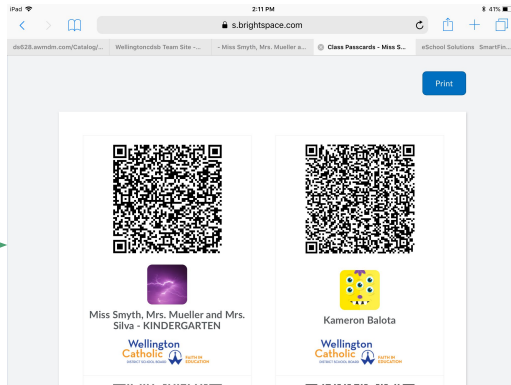 iPad
2:11 PM
41%
s.brightspace.com
ds628.awmdm.com/Catalog/...
Wellingtoncdsb Team Site -...
- Miss Smyth, Mrs. Mueller a...
Class Passcards - Miss S...
eSchool Solutions SmartFin...
Print
Miss Smyth, Mrs. Mueller and Mrs.
Silva - KINDERGARTEN
Wellington
Catholic
DISTRICT SCHOOL BOARD
FAITH IN
EDUCATION
Kameron Balota
Wellington
Catholic
DISTRICT SCHOOL BOARD
FAITH IN
EDUCATION